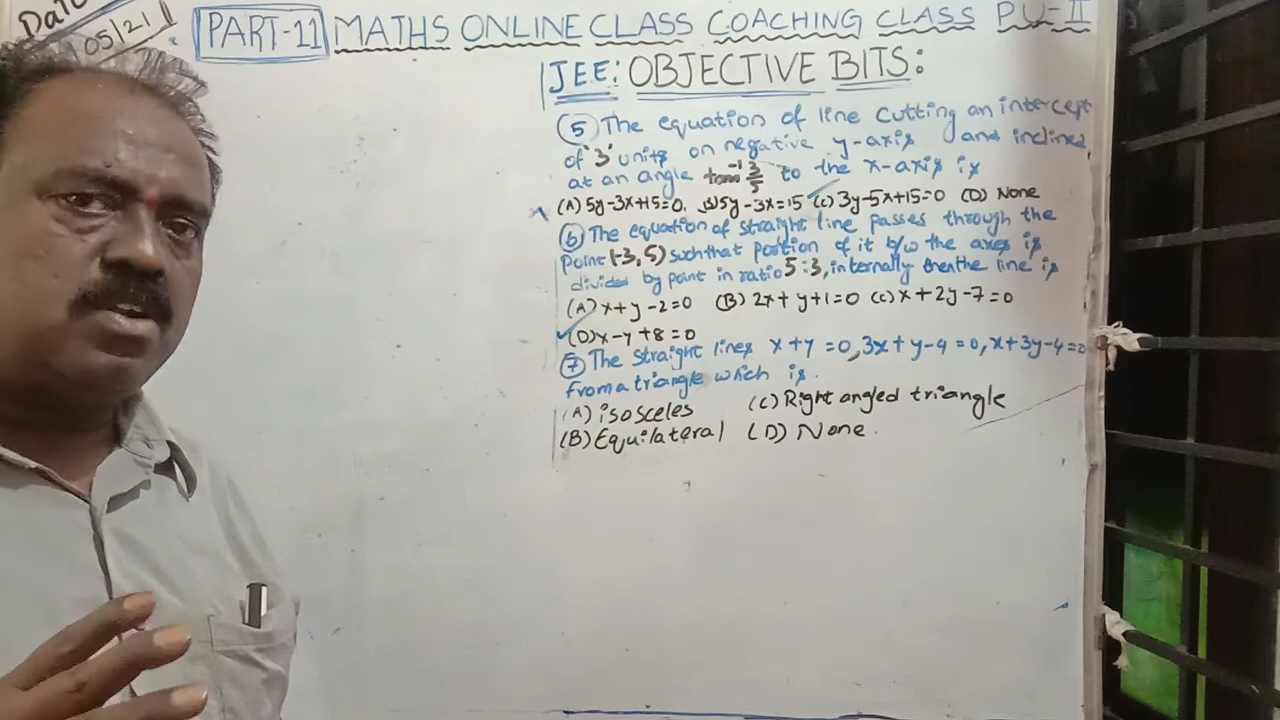 Date
05/21
PART-11 MATHS ONLINE CLASS COACHING CLASS P.U-II
JEE: OBJECTIVE BITS:
(5) The equation of line cutting an intercept
of '3' units on negative y-axis and inclined
at an angle tan⁻¹ 3/5 to the x-axis is
(A) 5y-3x+15=0. (B) 5y-3x=15 (C) 3y-5x+15=0 (D) None
(6) The equation of straight line passes through the
point (-3,5) such that portion of it b/w the axes is
divided by point in ratio 5:3, internally then the line is
(A) x+y-2=0 (B) 2x+y+1=0 (C) x+2y-7=0
(D) x-y+8=0
(7) The straight lines x+y=0, 3x+y-4=0, x+3y-4=0
from a triangle which is.
(A) isosceles (C) Right angled triangle
(B) Equilateral (D) None.